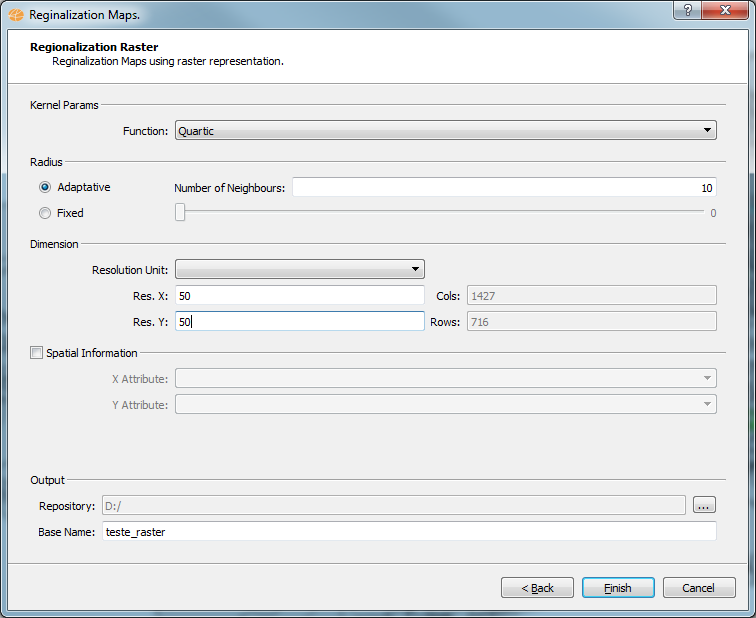 Reginalization Maps.
Regionalization Raster
Reginalization Maps using raster representation.
Kernel Params
Function: Quartic
Radius
Adaptative Number of Neighbours: 10
Fixed 0
Dimension
Resolution Unit:
Res. X: 50 Cols: 1427
Res. Y: 50 Rows: 716
Spatial Information
X Attribute:
Y Attribute:
Output
Repository: D:/ ...
Base Name: teste_raster
< Back Finish Cancel